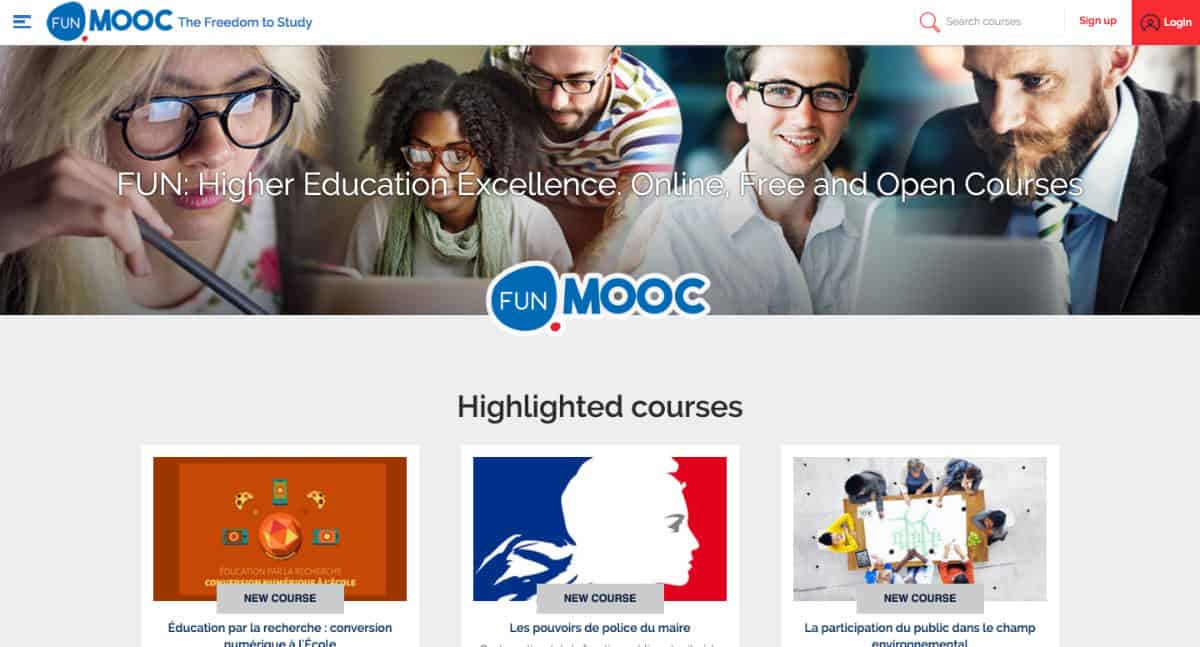 FUN MOOC The Freedom to Study
Search courses
Sign up
Login
FUN: Higher Education Excellence. Online, Free and Open Courses
FUN MOOC
Highlighted courses
ÉDUCATION PAR LA RECHERCHE
CONVERSION NUMÉRIQUE À L'ÉCOLE
NEW COURSE
Éducation par la recherche : conversion
numérique à l'École
NEW COURSE
Les pouvoirs de police du maire
NEW COURSE
La participation du public dans le champ
environnemental